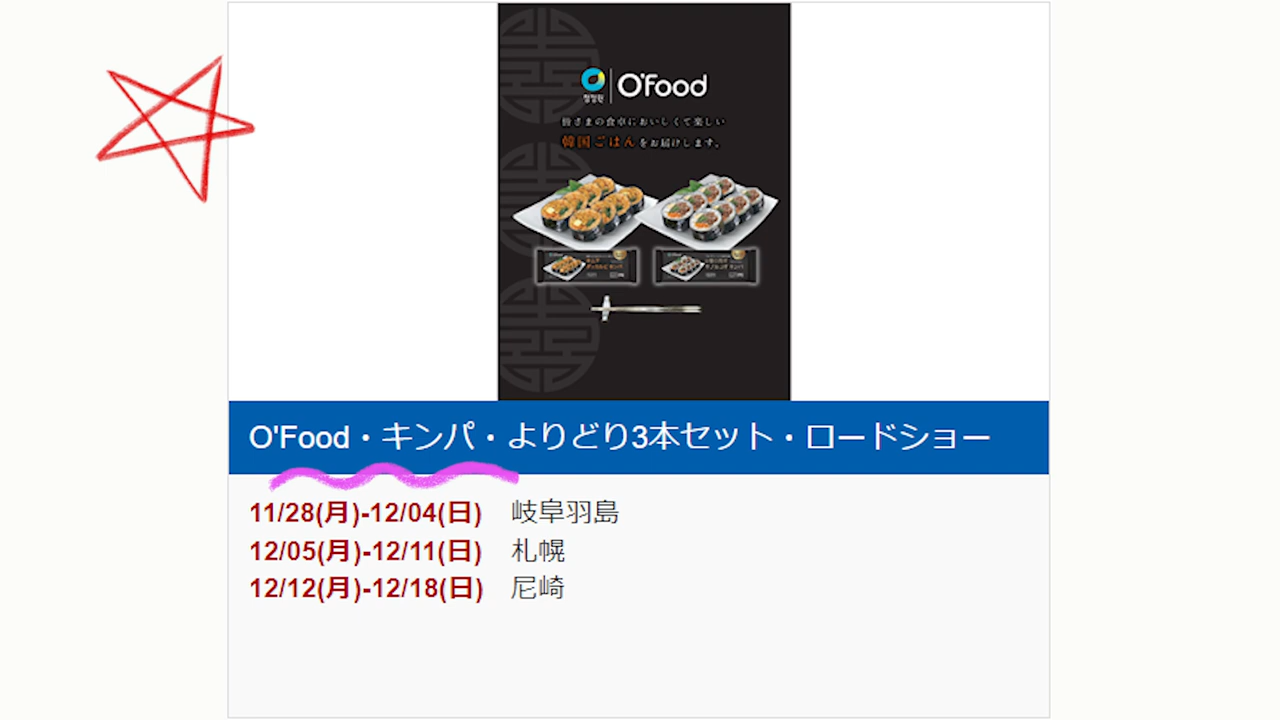 청정원 O'Food
皆さまの食卓においしくて楽しい
韓国ごはんをお届けします。
O'Food・キンパ・よりどり3本セット・ロードショー
11/28(月)-12/04(日) 岐阜羽島
12/05(月)-12/11(日) 札幌
12/12(月)-12/18(日) 尼崎